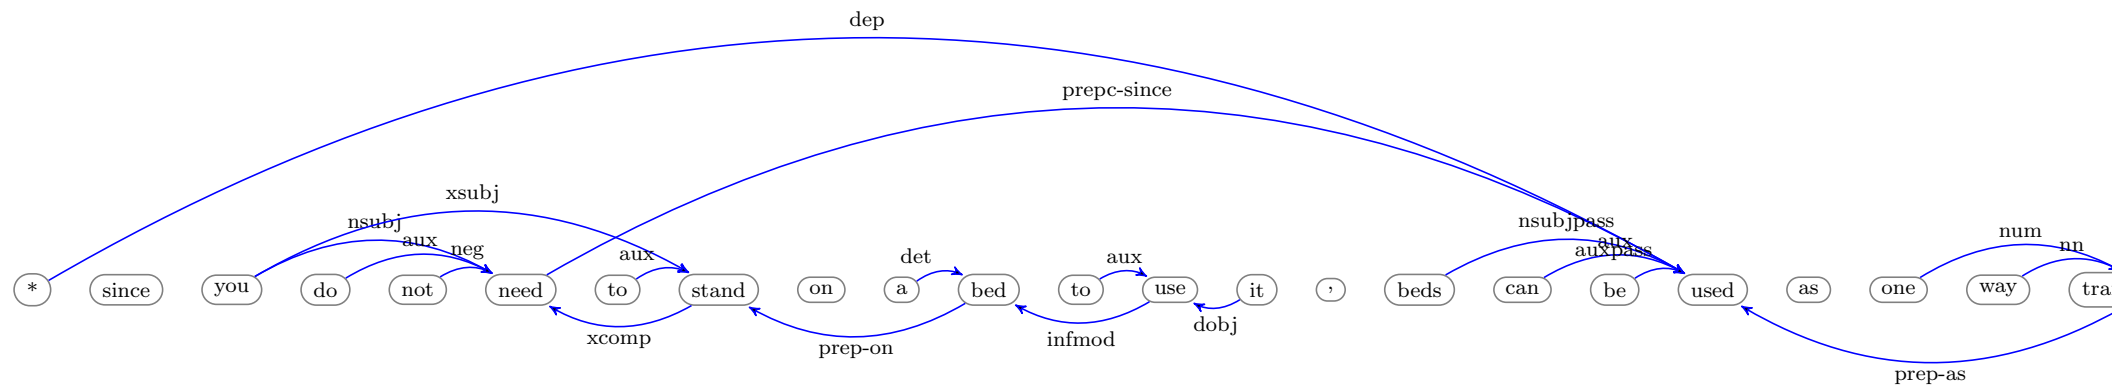 dep
prepc-since
xsubj
nsubj
nsubjpass
aux
neg
aux
det
aux
aux
auxpass
num
nn
* since you do not need to stand on a bed to use it , beds can be used as one way tra
xcomp
prep-on
infmod
dobj
prep-as